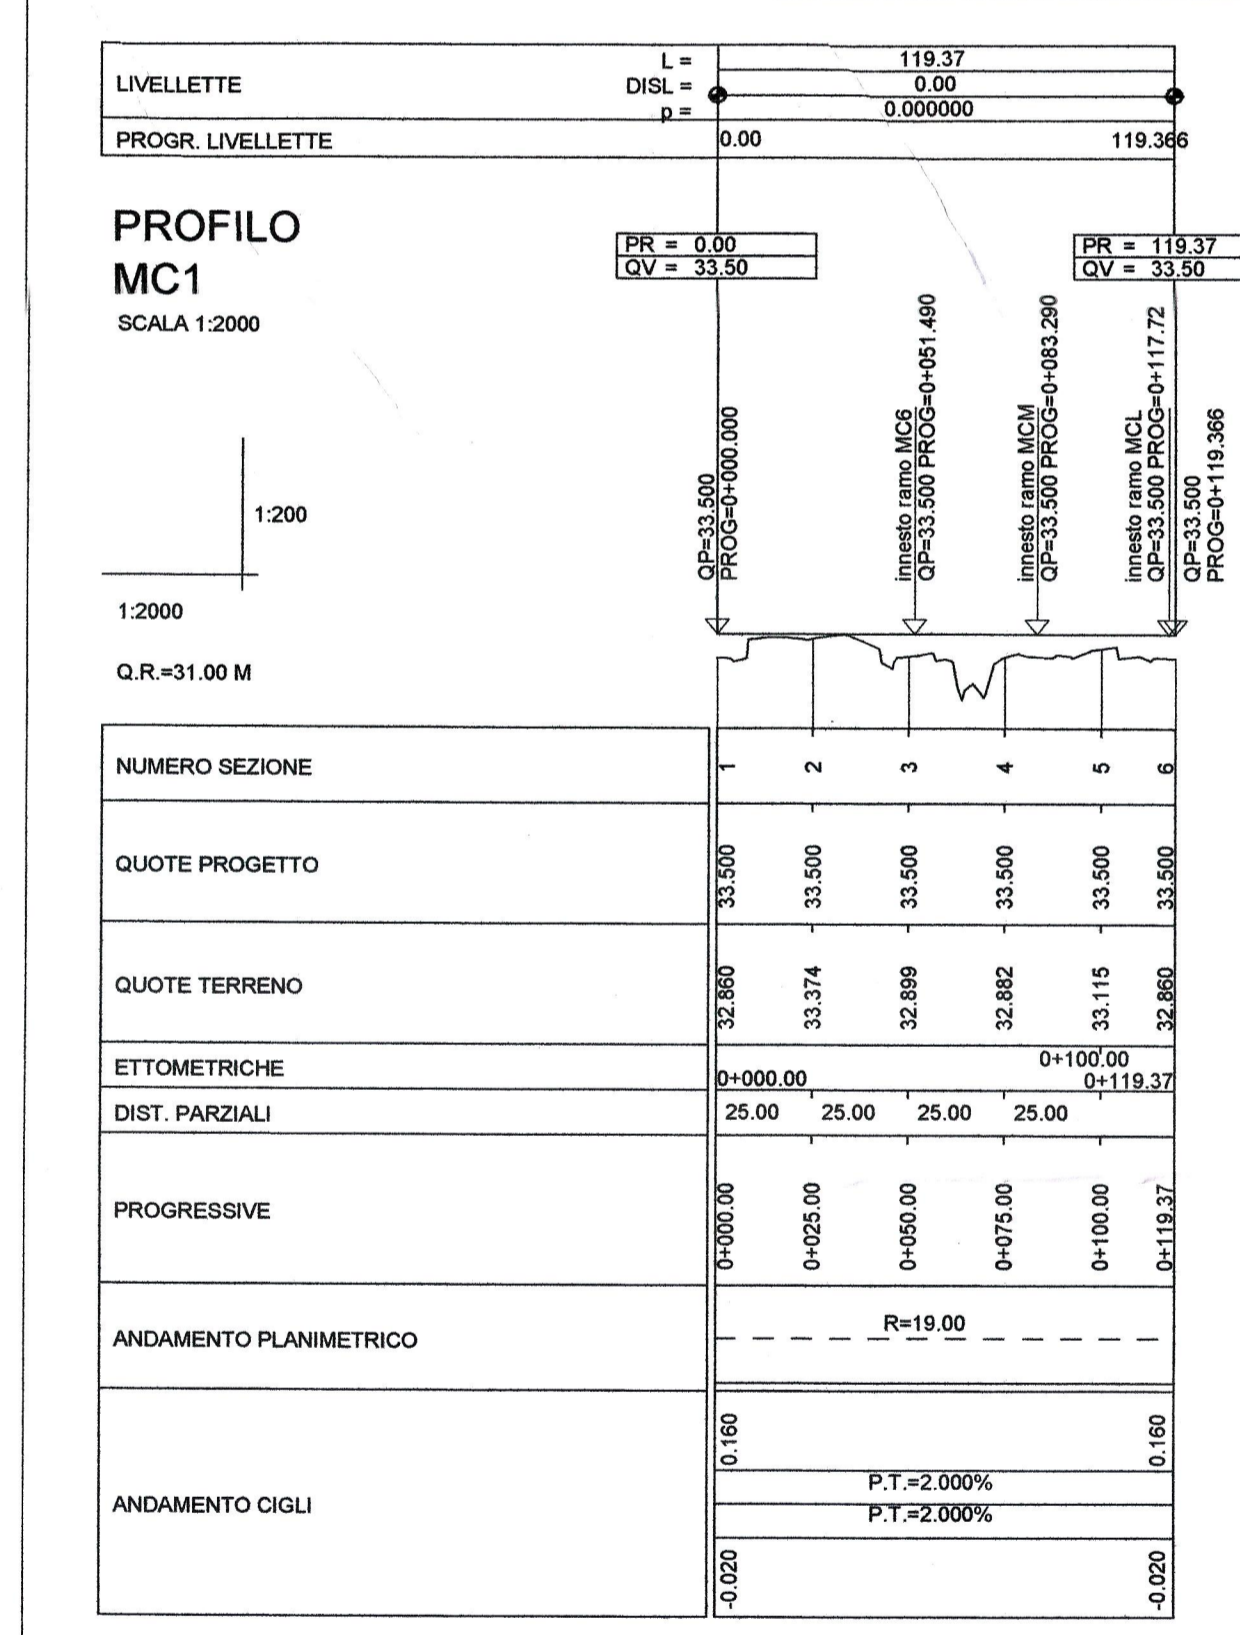 LIVELLETTE
L = 119.37
DISL = 0.00
p = 0.000000
PROGR. LIVELLETTE 0.00 119.366
PROFILO
MC1
SCALA 1:2000
PR = 0.00
QV = 33.50
PR = 119.37
QV = 33.50
QP=33.500
PROG=0+000.000
innesto ramo MC6
QP=33.500 PROG=0+051.490
innesto ramo MCM
QP=33.500 PROG=0+083.290
innesto ramo MCL
QP=33.500 PROG=0+117.72
QP=33.500
PROG=0+119.366
1:200
1:2000
Q.R.=31.00 M
NUMERO SEZIONE 1 2 3 4 5 6
QUOTE PROGETTO 33.500 33.500 33.500 33.500 33.500 33.500
QUOTE TERRENO 32.860 33.374 32.899 32.882 33.115 32.860
ETTOMETRICHE 0+000.00 0+100.00 0+119.37
DIST. PARZIALI 25.00 25.00 25.00 25.00
PROGRESSIVE 0+000.00 0+025.00 0+050.00 0+075.00 0+100.00 0+119.37
ANDAMENTO PLANIMETRICO R=19.00
ANDAMENTO CIGLI
0.160 0.160
P.T.=2.000%
P.T.=2.000%
-0.020 -0.020